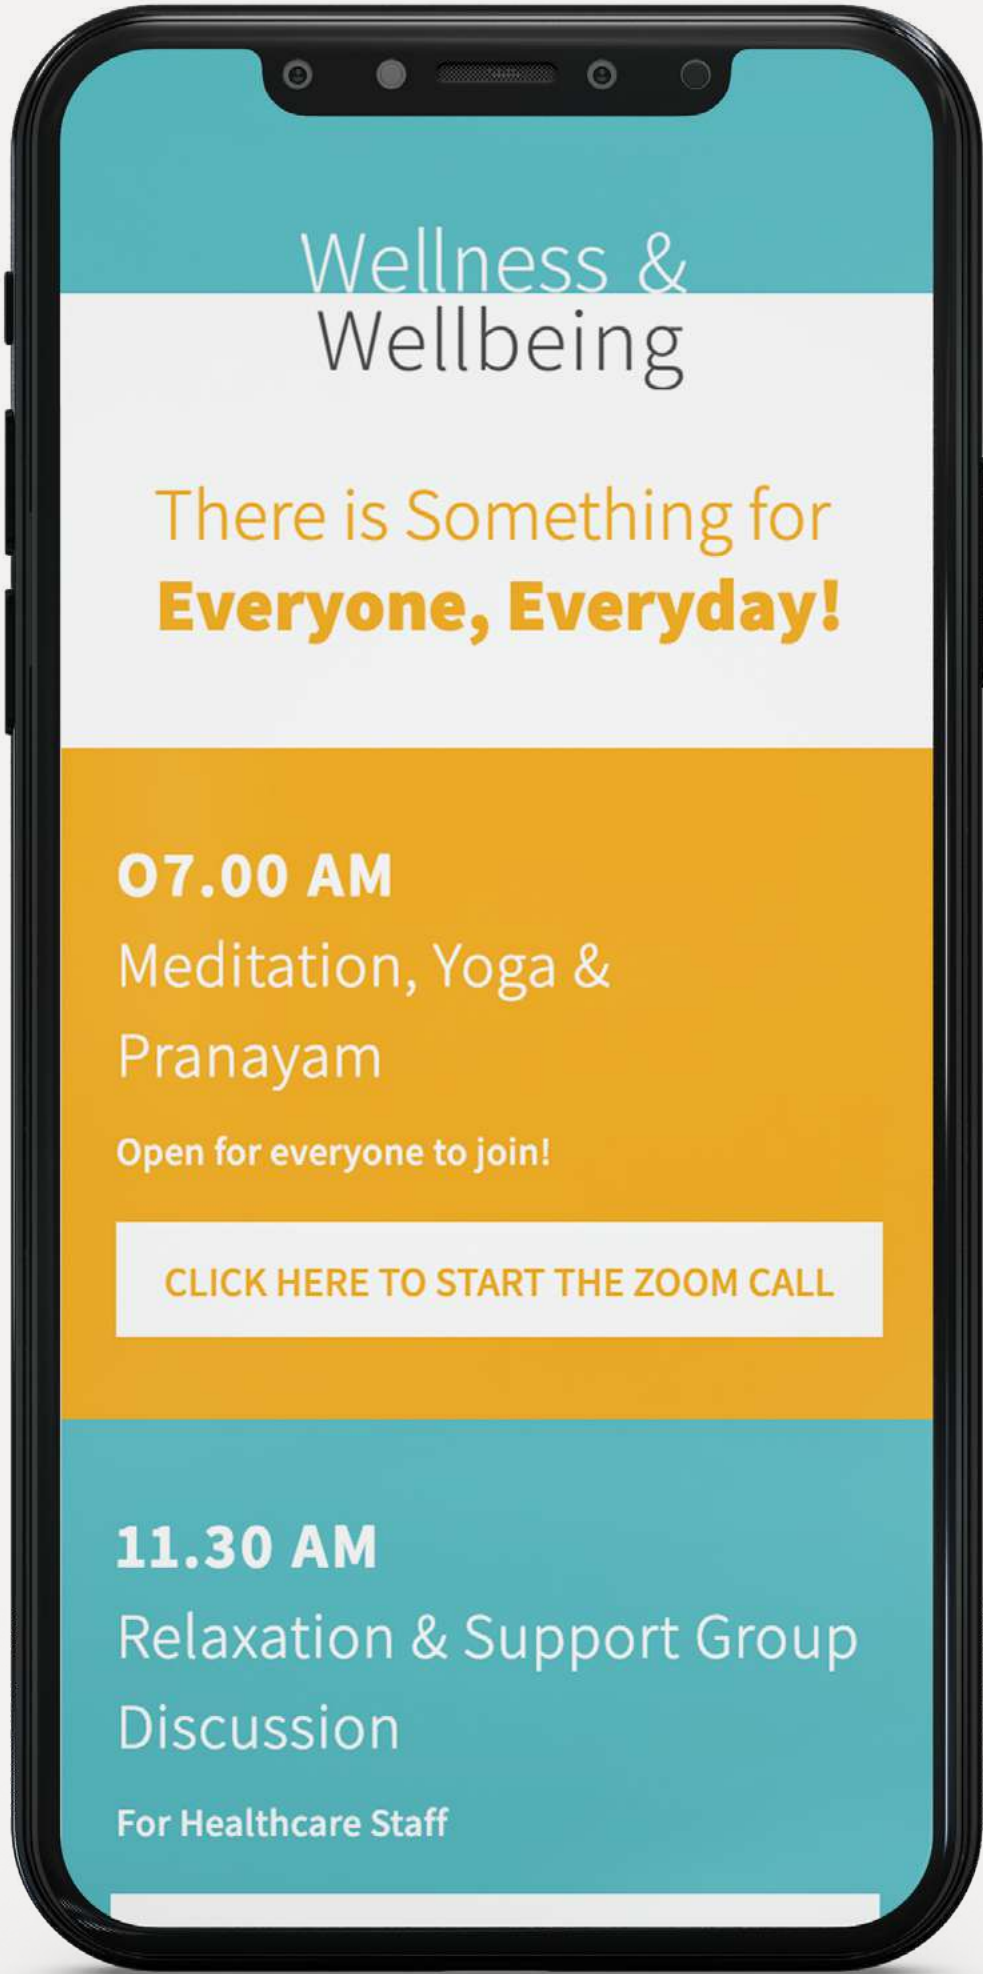 Wellness &
Wellbeing
There is Something for
Everyone, Everyday!
O7.00 AM
Meditation, Yoga &
Pranayam
Open for everyone to join!
CLICK HERE TO START THE ZOOM CALL
11.30 AM
Relaxation & Support Group
Discussion
For Healthcare Staff